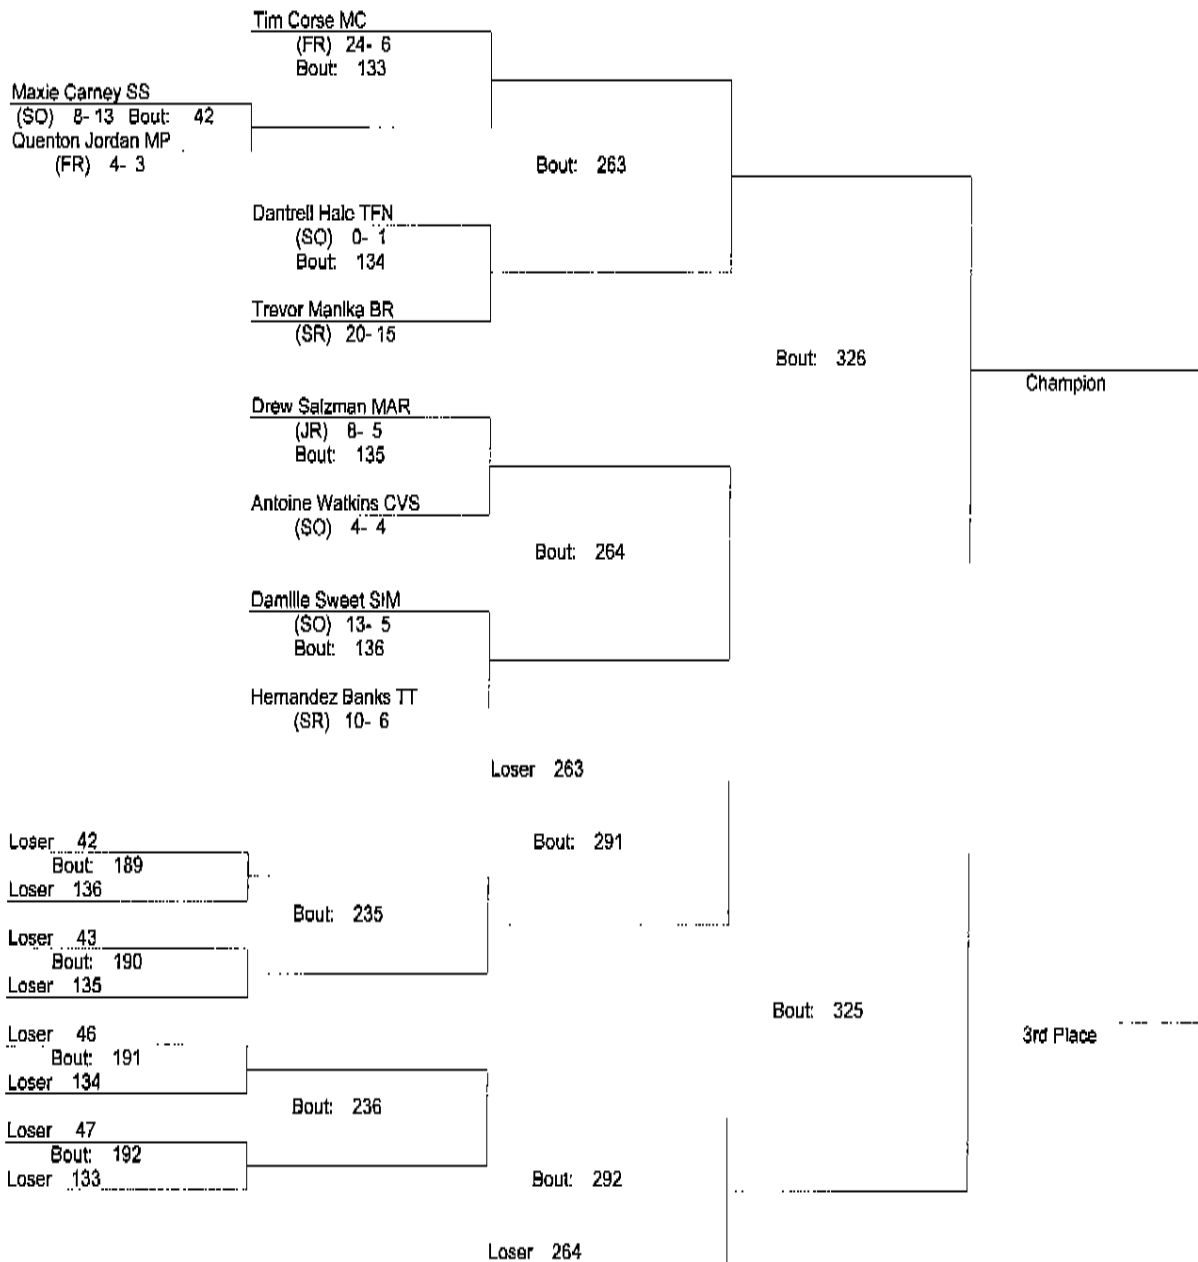 Tim Corse MC
(FR) 24- 6
Bout: 133
Maxie Carney SS
(SO) 8- 13 Bout: 42
Quenton Jordan MP
(FR) 4- 3
Bout: 263
Dantrell Hale TFN
(SO) 0- 1
Bout: 134
Trevor Manika BR
(SR) 20- 15
Bout: 326
Champion
Drew Salzman MAR
(JR) 8- 5
Bout: 135
Antoine Watkins CVS
(SO) 4- 4
Bout: 264
Damille Sweet SIM
(SO) 13- 5
Bout: 136
Hernandez Banks TT
(SR) 10- 6
Loser 263
Loser 42
Bout: 189
Loser 136
Bout: 291
Bout: 235
Loser 43
Bout: 190
Loser 135
Bout: 325
3rd Place
Loser 46
Bout: 191
Loser 134
Bout: 236
Loser 47
Bout: 192
Loser 133
Bout: 292
Loser 264